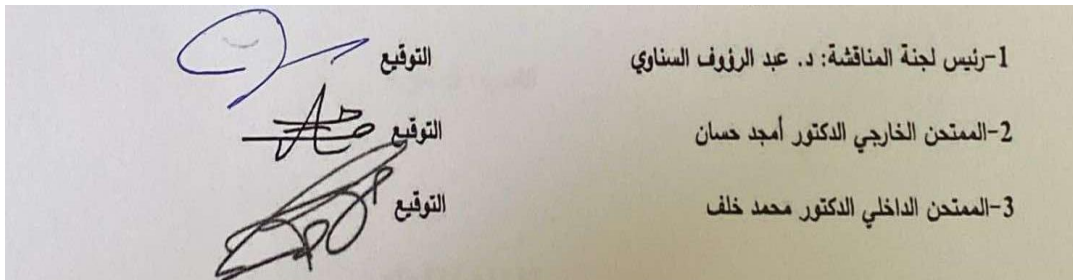 1-رئيس لجنة المناقشة: د. عبد الرؤوف السناوي التوقيع
2-الممتحن الخارجي الدكتور أمجد حسان التوقيع
3-الممتحن الداخلي الدكتور محمد خلف التوقيع